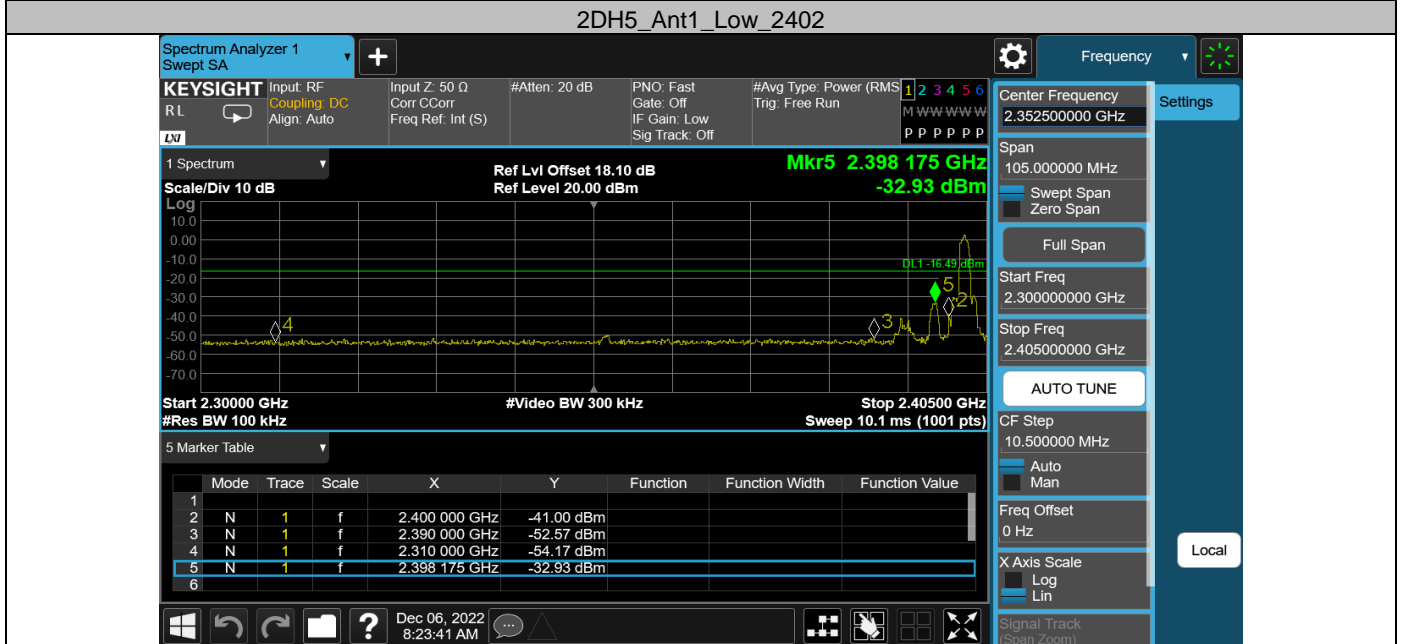 2DH5_Ant1_Low_2402
Spectrum Analyzer 1
Swept SA
Frequency
KEYSIGHT
R L
LXI
Input: RF
Coupling: DC
Align: Auto
Input Z: 50 Ω
Corr CCorr
Freq Ref: Int (S)
#Atten: 20 dB
PNO: Fast
Gate: Off
IF Gain: Low
Sig Track: Off
#Avg Type: Power (RMS
Trig: Free Run
1 2 3 4 5 6
M W W W W W
P P P P P P
1 Spectrum
Scale/Div 10 dB
Ref Lvl Offset 18.10 dB
Ref Level 20.00 dBm
Mkr5 2.398 175 GHz
-32.93 dBm
Log
10.0
0.00
-10.0
-20.0
-30.0
-40.0
-50.0
-60.0
-70.0
DL1 -16.49 dBm
4
3
5
2
Start 2.30000 GHz
#Video BW 300 kHz
Stop 2.40500 GHz
#Res BW 100 kHz
Sweep 10.1 ms (1001 pts)
5 Marker Table
Mode Trace Scale X Y Function Function Width Function Value
1
2 N 1 f 2.400 000 GHz -41.00 dBm
3 N 1 f 2.390 000 GHz -52.57 dBm
4 N 1 f 2.310 000 GHz -54.17 dBm
5 N 1 f 2.398 175 GHz -32.93 dBm
6
?
Dec 06, 2022
8:23:41 AM
Center Frequency
2.352500000 GHz
Settings
Span
105.000000 MHz
Swept Span
Zero Span
Full Span
Start Freq
2.300000000 GHz
Stop Freq
2.405000000 GHz
AUTO TUNE
CF Step
10.500000 MHz
Auto
Man
Freq Offset
0 Hz
X Axis Scale
Log
Lin
Local
Signal Track
(Span Zoom)